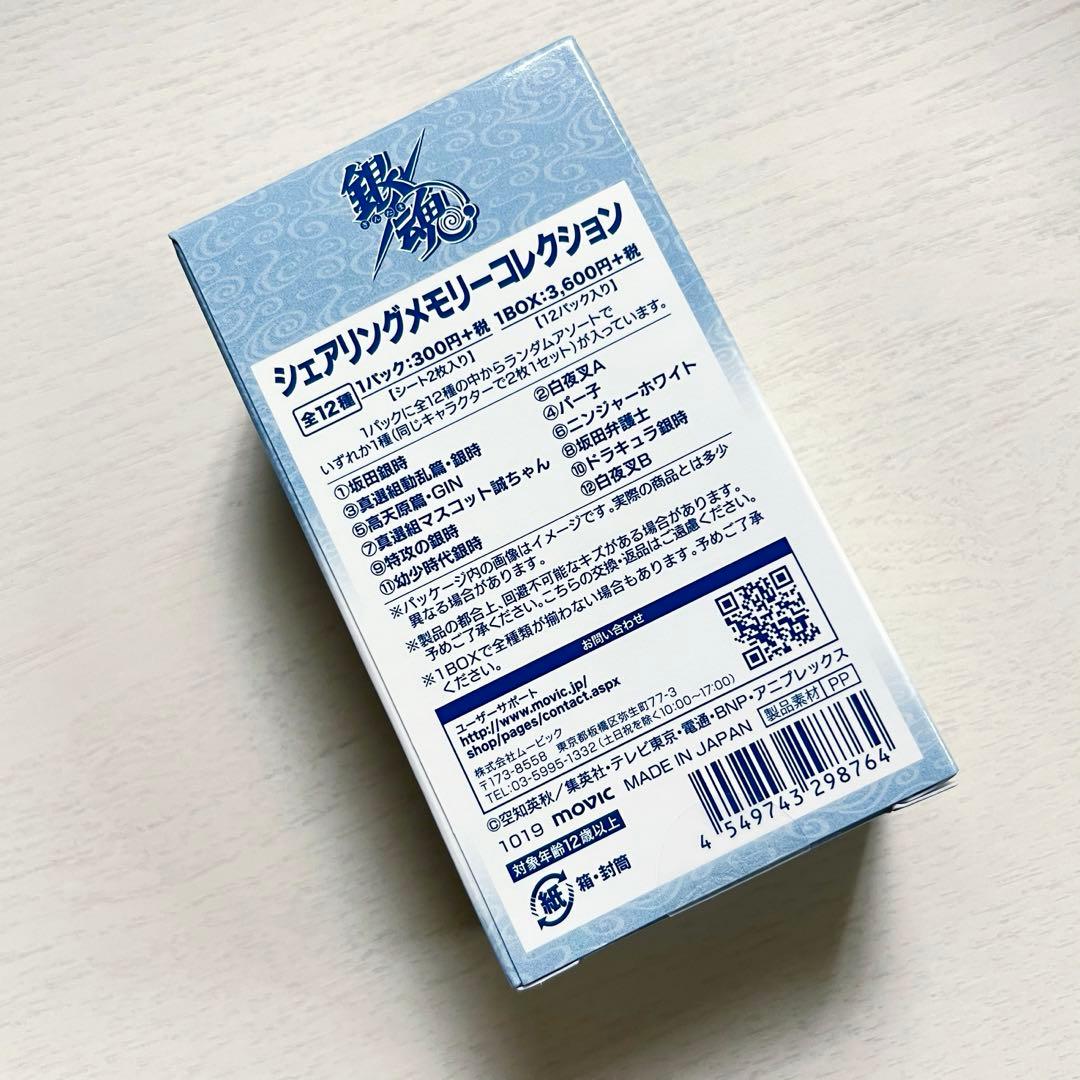 銀魂
ぎんたま
シェアリングメモリーコレクション
全12種
1パック:300円+税 1BOX:3,600円+税
【シート2枚入り】 【12パック入り】
1パックに全12種の中からランダムアソートで
いずれか1種(同じキャラクターで2枚1セット)が入っています。
①坂田銀時 ②白夜叉A
③真選組動乱篇・銀時 ④パー子
⑤高天原篇・GIN ⑥ニンジャーホワイト
⑦真選組マスコット誠ちゃん ⑧坂田弁護士
⑨特攻の銀時 ⑩ドラキュラ銀時
⑪幼少時代銀時 ⑫白夜叉B
※パッケージ内の画像はイメージです。実際の商品とは多少
異なる場合があります。
※製品の都合上、回避不可能なキズがある場合があります。
予めご了承ください。こちらの交換・返品はご遠慮ください。
※1BOXで全種類が揃わない場合もあります。予めご了承
ください。
お問い合わせ
ユーザーサポート
http://www.movic.jp/
shop/pages/contact.aspx
株式会社ムービック
〒173-8558 東京都板橋区弥生町77-3
TEL:03-5995-1332(土日祝を除く10:00~17:00)
©空知英秋/集英社・テレビ東京・電通・BNP・アニプレックス
1019 movic MADE IN JAPAN 製品素材 PP
対象年齢12歳以上
紙 箱・封筒
4 549743 298764